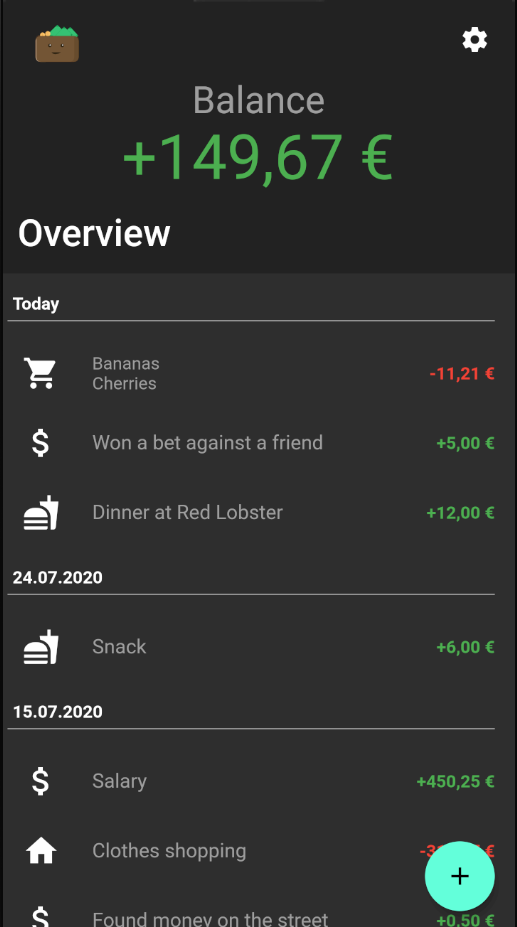 Balance
+149,67 €
Overview
Today
Bananas
Cherries
-11,21 €
Won a bet against a friend
+5,00 €
Dinner at Red Lobster
+12,00 €
24.07.2020
Snack
+6,00 €
15.07.2020
Salary
+450,25 €
Clothes shopping
Found money on the street
+0,50 €